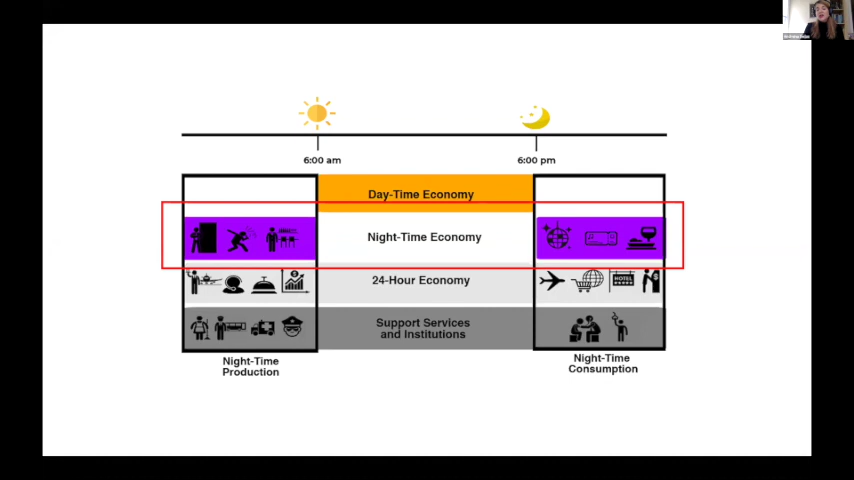 6:00 am
6:00 pm
Day-Time Economy
Night-Time Economy
24-Hour Economy
HOTEL
Support Services
and Institutions
Night-Time
Production
Night-Time
Consumption